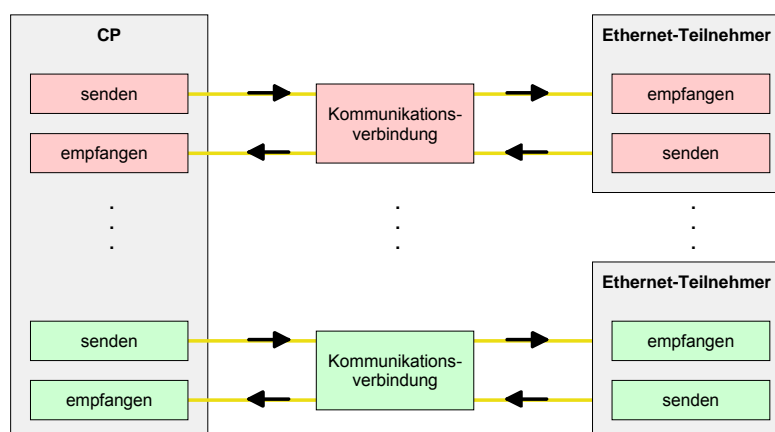 CP
Ethernet-Teilnehmer
senden
Kommunikations-
verbindung
empfangen
empfangen
senden
Ethernet-Teilnehmer
senden
Kommunikations-
verbindung
empfangen
empfangen
senden